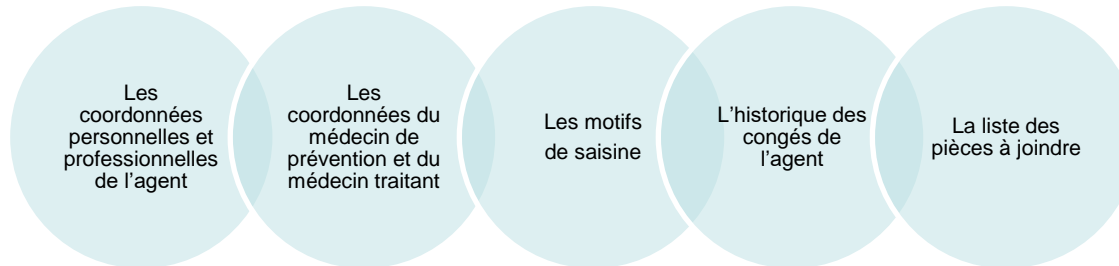 Les
coordonnées
personnelles et
professionnelles
de l'agent
Les
coordonnées du
médecin de
prévention et du
médecin traitant
Les motifs
de saisine
L'historique des
congés de
l'agent
La liste des
pièces à joindre